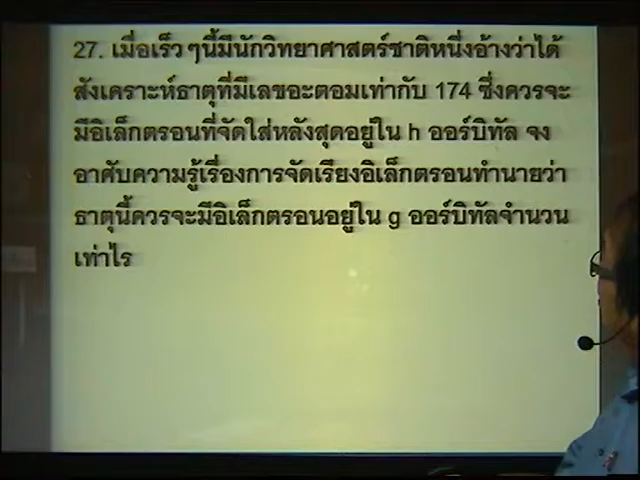 27. เมื่อเร็วๆนี้มีนักวิทยาศาสตร์ชาติหนึ่งอ้างว่าได้
สังเคราะห์ธาตุที่มีเลขอะตอมเท่ากับ 174 ซึ่งควรจะ
มีอิเล็กตรอนที่จัดใส่หลังสุดอยู่ใน h ออร์บิทัล จง
อาศับความรู้เรื่องการจัดเรียงอิเล็กตรอนทำนายว่า
ธาตุนี้ควรจะมีอิเล็กตรอนอยู่ใน g ออร์บิทัลจำนวน
เท่าไร